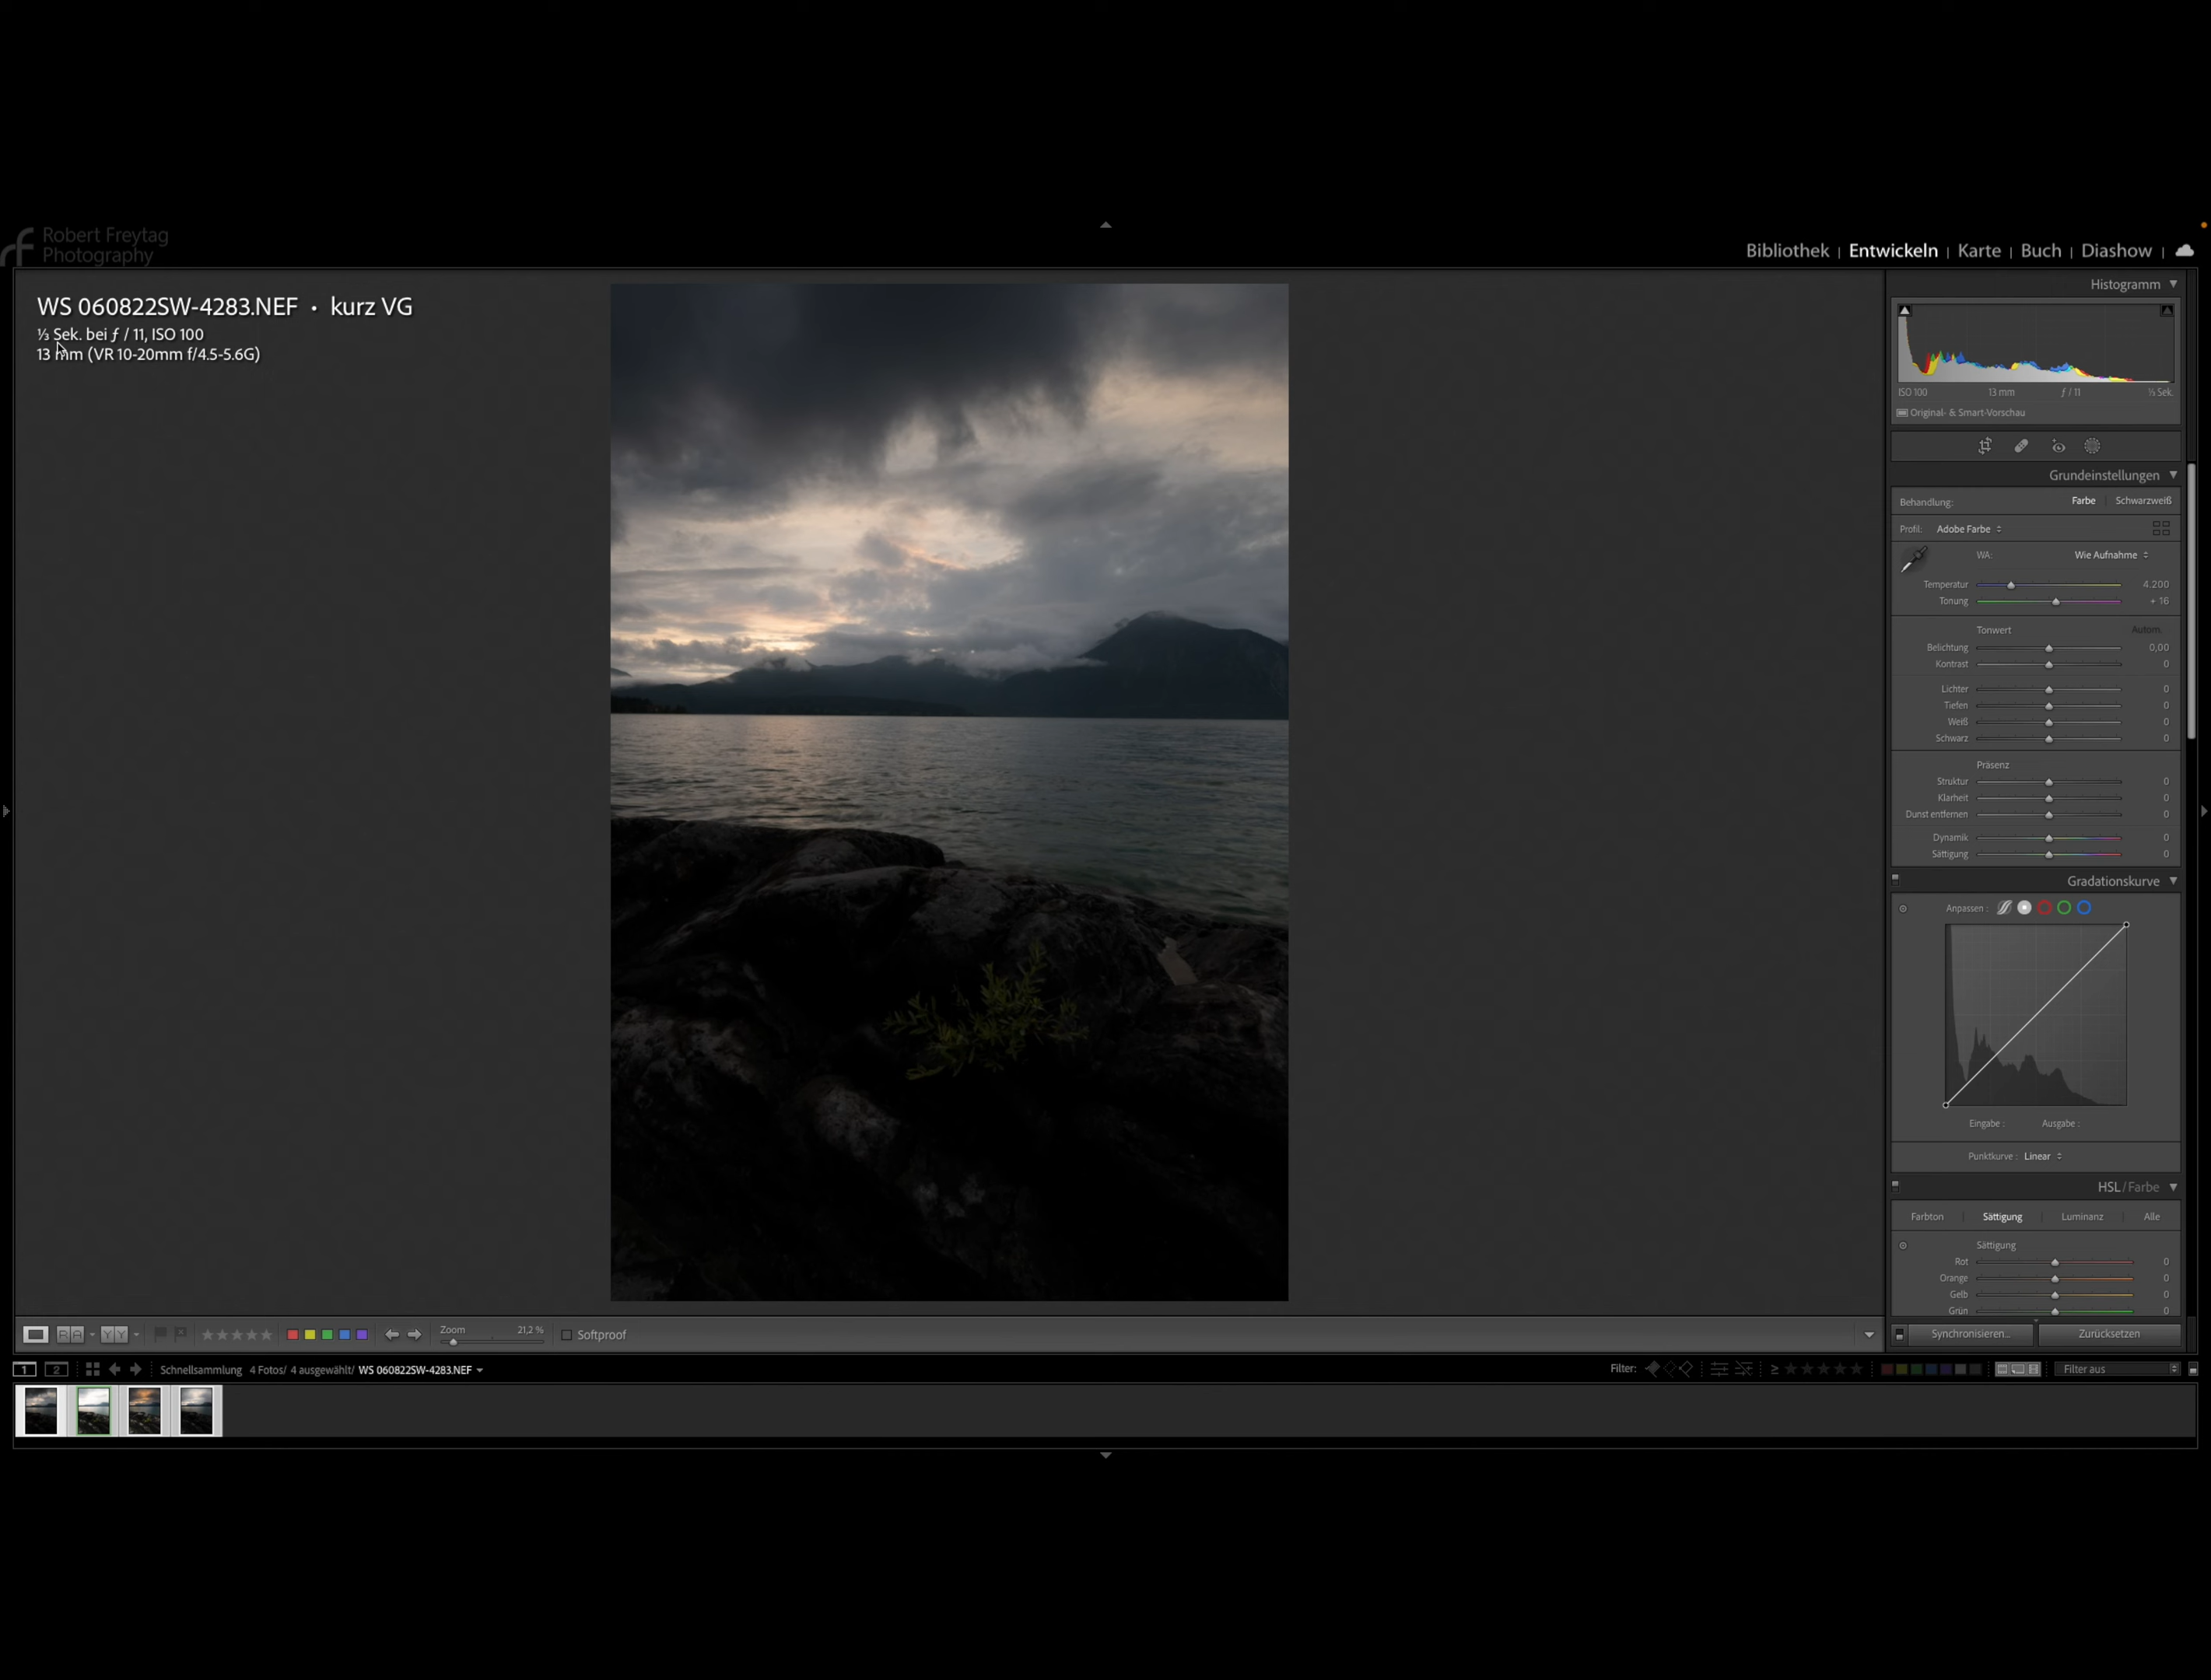 Robert Freytag
Photography
Bibliothek | Entwickeln | Karte | Buch | Diashow |
WS 060822SW-4283.NEF • kurz VG
⅓ Sek. bei ƒ / 11, ISO 100
13 mm (VR 10-20mm f/4.5-5.6G)
Histogramm
ISO 100 13 mm ƒ / 11 ⅓ Sek.
Original- & Smart-Vorschau
Grundeinstellungen
Behandlung: Farbe | Schwarzweiß
Profil: Adobe Farbe
WA: Wie Aufnahme
Temperatur 4.200
Tonung + 16
Tonwert Autom.
Belichtung 0,00
Kontrast 0
Lichter 0
Tiefen 0
Weiß 0
Schwarz 0
Präsenz
Struktur 0
Klarheit 0
Dunst entfernen 0
Dynamik 0
Sättigung 0
Gradationskurve
Anpassen :
Eingabe : Ausgabe :
Punktkurve : Linear
HSL / Farbe
Farbton | Sättigung | Luminanz | Alle
Sättigung
Rot 0
Orange 0
Gelb 0
Grün 0
R A Y Y Zoom 21,2 % Softproof
Synchronisieren... Zurücksetzen
1 2 Schnellsammlung 4 Fotos/ 4 ausgewählt/ WS 060822SW-4283.NEF Filter: ≥ Filter aus